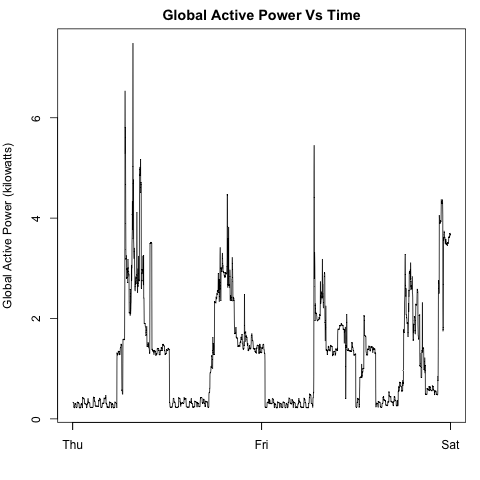 Global Active Power Vs Time
Global Active Power (kilowatts)
6
4
2
0
Thu
Fri
Sat